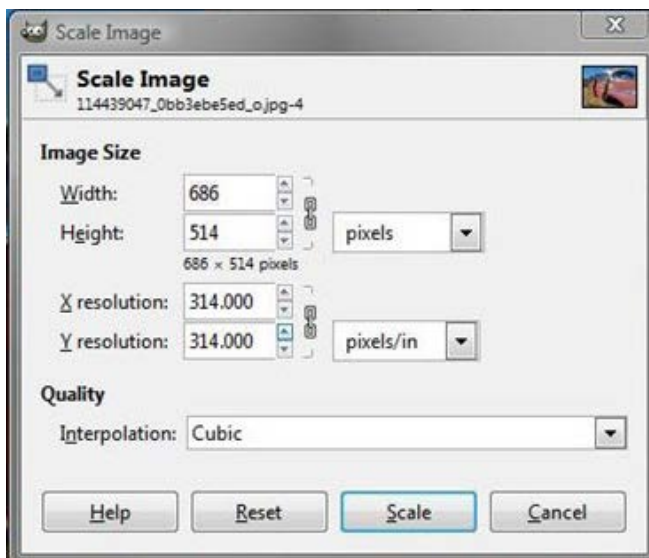 Scale Image
X
Scale Image
114439047_0bb3ebe5ed_o.jpg-4
Image Size
Width: 686
Height: 514 pixels
686 × 514 pixels
X resolution: 314.000
Y resolution: 314.000 pixels/in
Quality
Interpolation: Cubic
Help Reset Scale Cancel